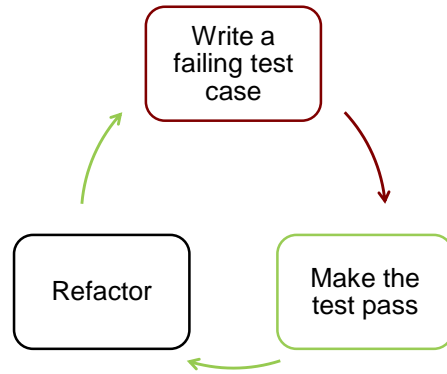 Write a
failing test
case
Make the
test pass
Refactor